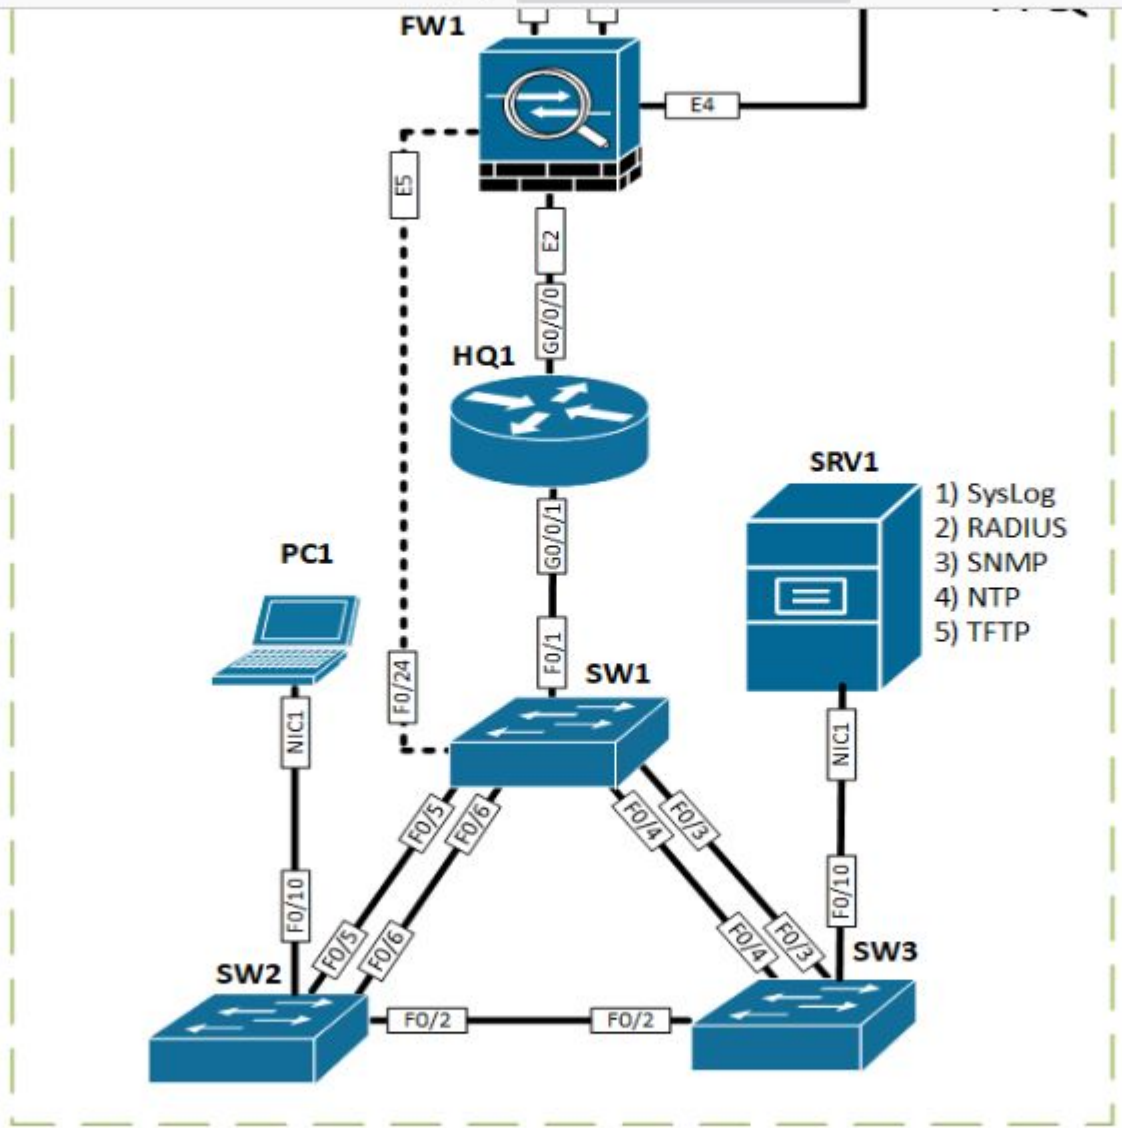 FW1
E4
E5
E2
G0/0/0
HQ1
G0/0/1
SRV1
1) SysLog
2) RADIUS
3) SNMP
4) NTP
5) TFTP
PC1
F0/1
F0/24
SW1
NIC1
NIC1
F0/5
F0/6
F0/4
F0/3
F0/10
F0/10
F0/5
F0/6
F0/4
F0/3
SW2
SW3
F0/2
F0/2